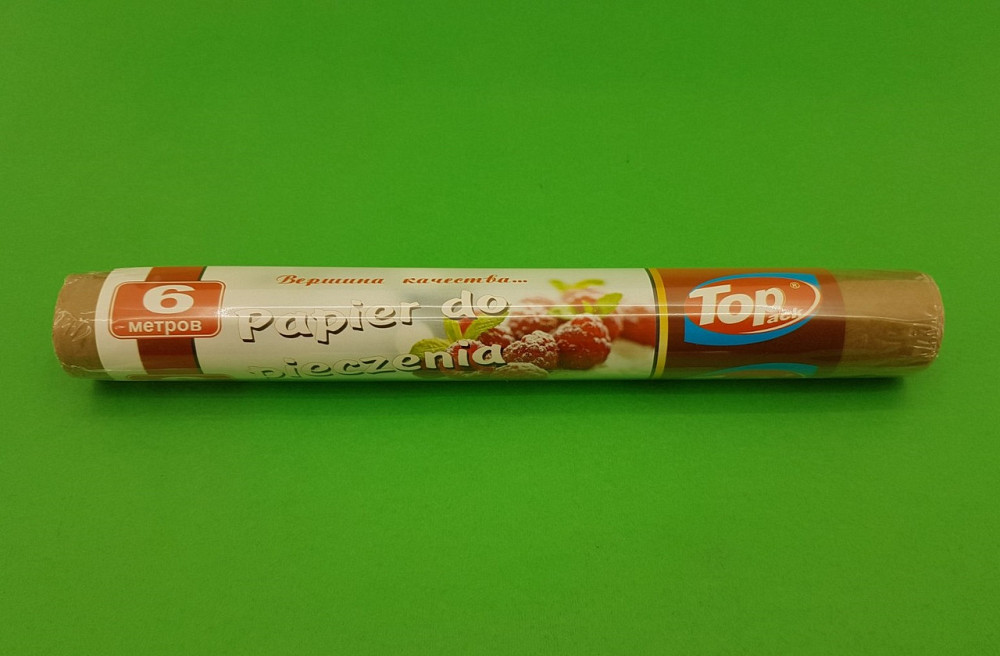 6
метров
Вершина качества...
Papier do
pieczenia
Top
Pack
®